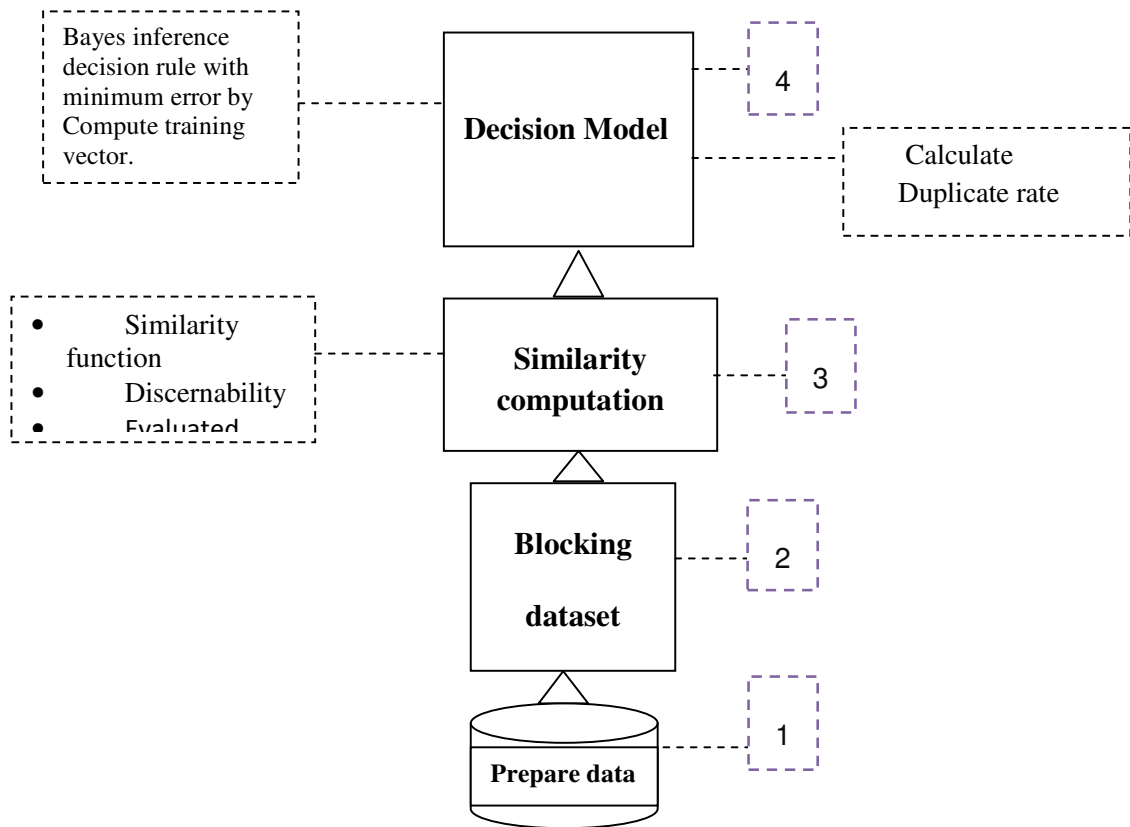 Bayes inference
decision rule with
minimum error by
Compute training
vector.
4
Decision Model
Calculate
Duplicate rate
• Similarity
function
• Discernability
• Evaluated
Similarity
computation
3
Blocking
dataset
2
1
Prepare data